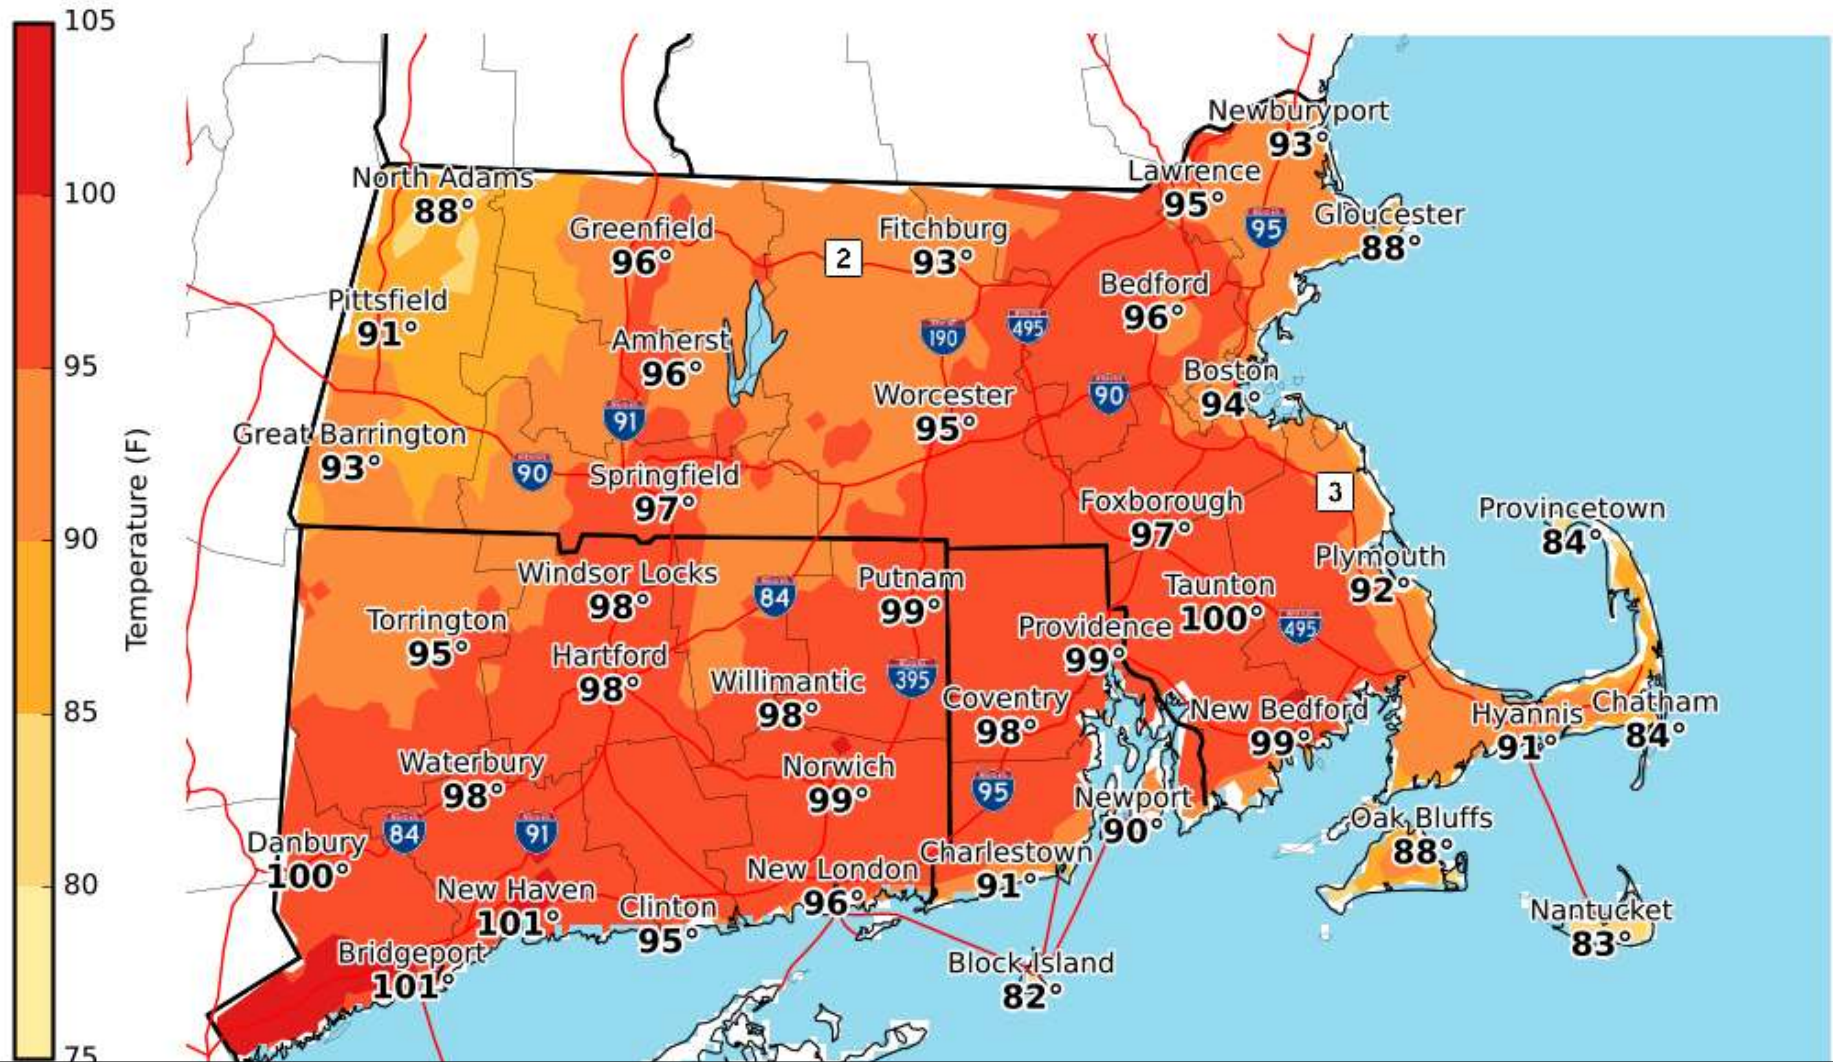 105
100
95
90
85
80
75
Temperature (F)
Newburyport
93°
North Adams
88°
Lawrence
95°
Gloucester
88°
95
Greenfield
96°
2
Fitchburg
93°
Bedford
96°
Pittsfield
91°
Amherst
96°
190
495
Boston
94°
91
Worcester
95°
90
Great Barrington
93°
90
Springfield
97°
3
Foxborough
97°
Provincetown
84°
Windsor Locks
98°
84
Putnam
99°
Taunton
100°
Plymouth
92°
Torrington
95°
Providence
99°
495
Hartford
98°
Willimantic
98°
395
Coventry
98°
New Bedford
99°
Hyannis
91°
Chatham
84°
Waterbury
98°
Norwich
99°
95
Newport
90°
Oak Bluffs
88°
84
91
Danbury
100°
Charlestown
91°
New Haven
101°
Clinton
95°
New London
96°
Nantucket
83°
Bridgeport
101°
Block Island
82°